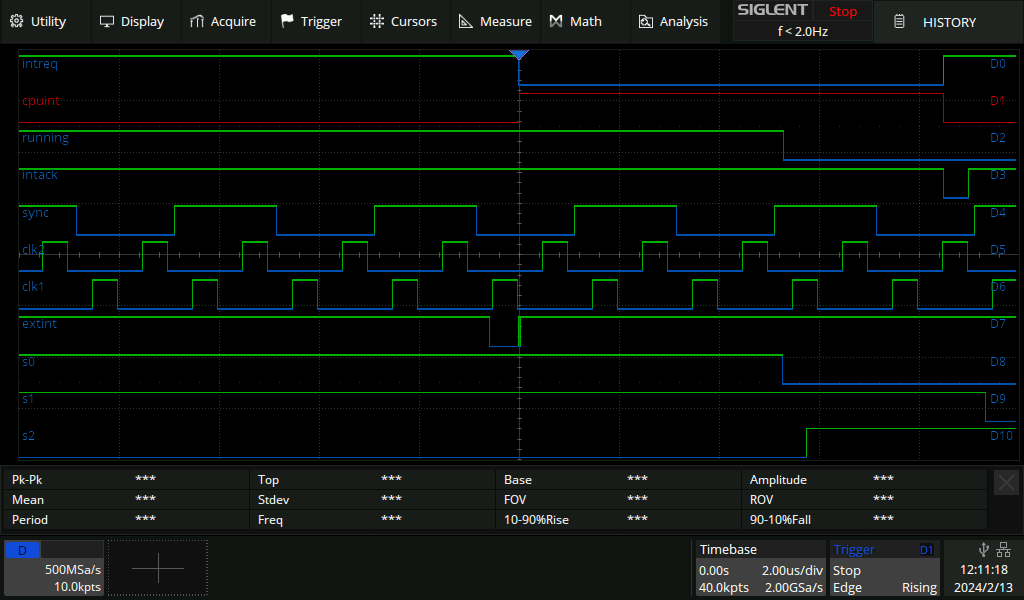 Utility Display Acquire Trigger Cursors Measure Math Analysis SIGLENT Stop HISTORY
f < 2.0Hz
intreq D0
cpuint D1
running D2
intack D3
sync D4
clk2 D5
clk1 D6
extint D7
s0 D8
s1 D9
s2 D10
Pk-Pk *** Top *** Base *** Amplitude ***
Mean *** Stdev *** FOV *** ROV ***
Period *** Freq *** 10-90%Rise *** 90-10%Fall ***
D Timebase Trigger D1
500MSa/s 0.00s 2.00us/div Stop 12:11:18
10.0kpts 40.0kpts 2.00GSa/s Edge Rising 2024/2/13